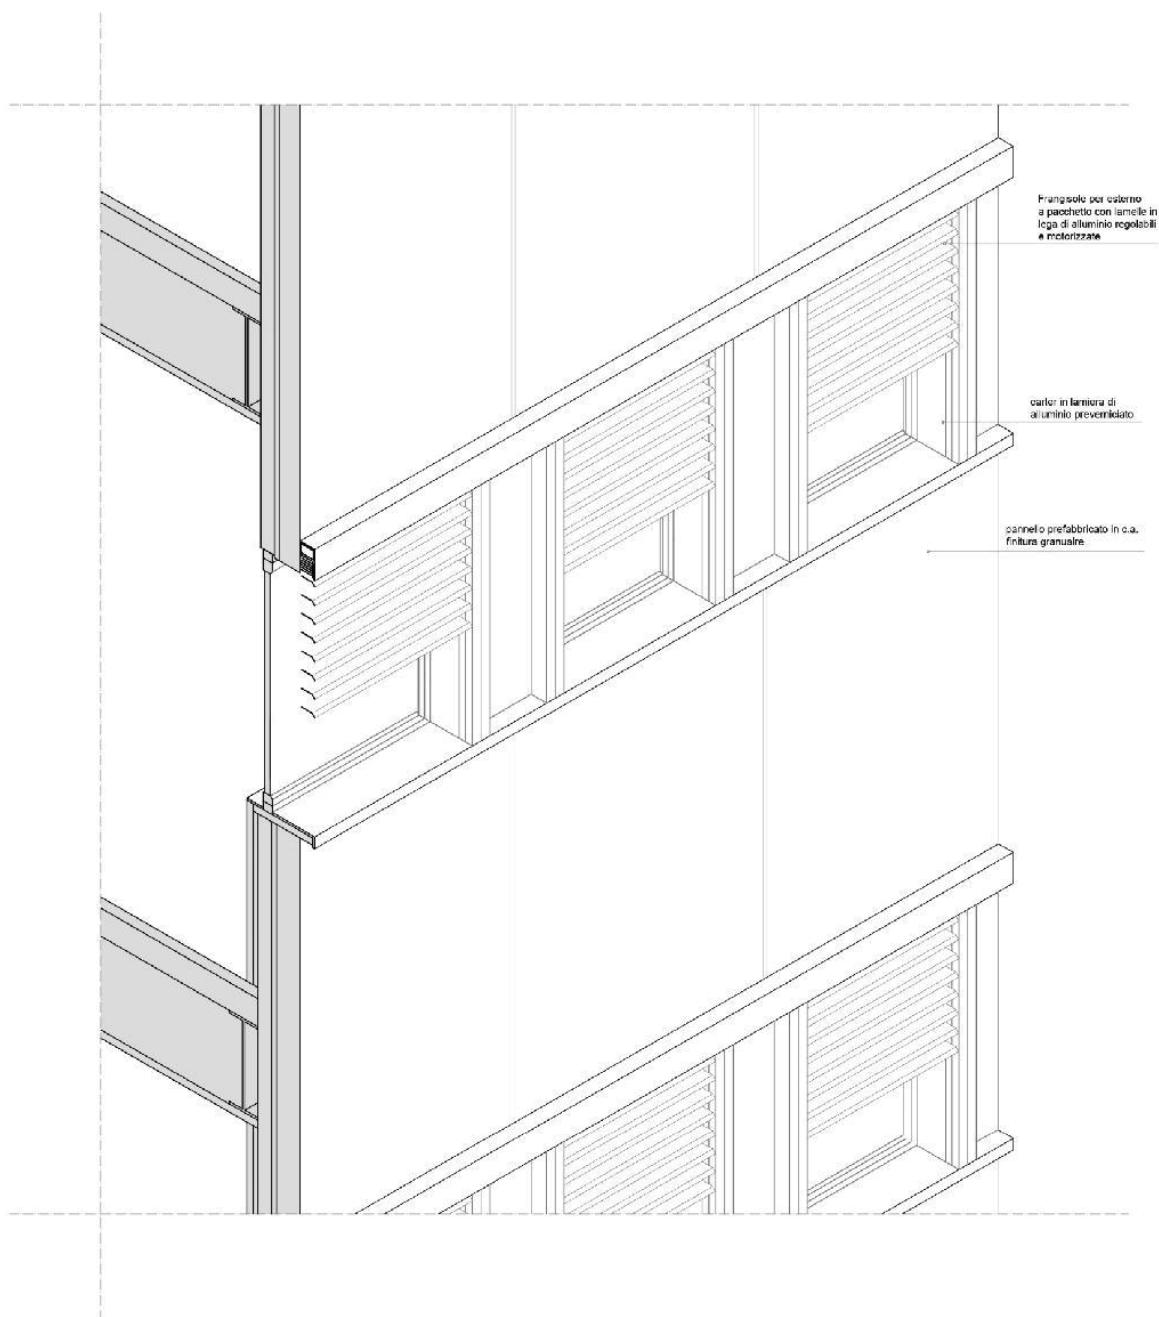 Frangisole per esterno
a pacchetto con lamelle in
lega di alluminio regolabili
e motorizzate
carter in lamiera di
alluminio preverniciato
pannello prefabbricato in c.a.
finitura granualre